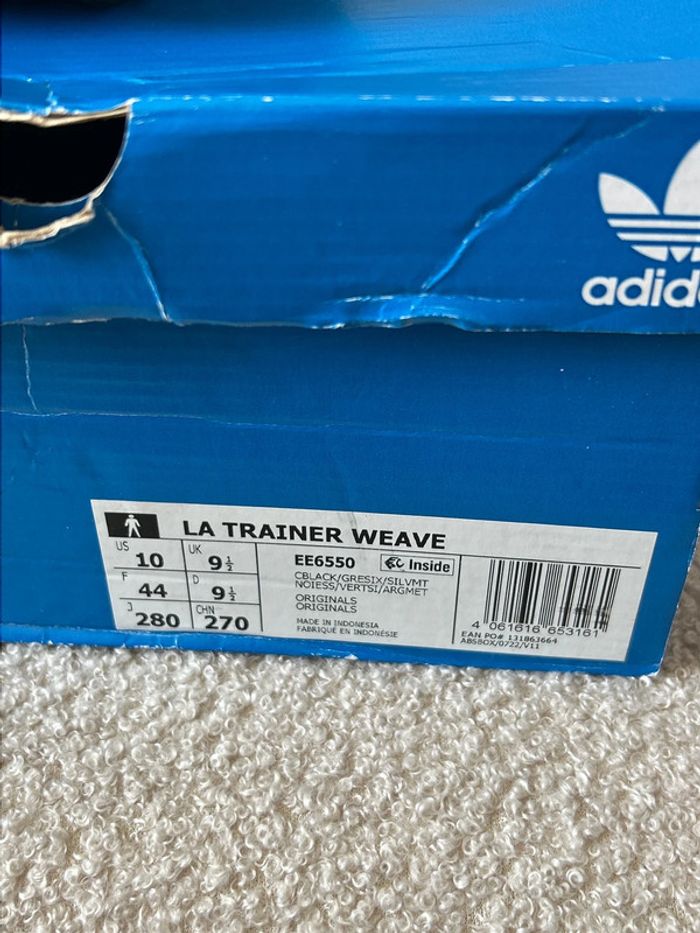 adid
LA TRAINER WEAVE
US 10 UK 9½
F 44 D 9½
J 280 CHN 270
EE6550 Inside
CBLACK/GRESIX/SILVMT
NOIESS/VERTSI/ARGMET
ORIGINALS
ORIGINALS
MADE IN INDONESIA
FABRIQUÉ EN INDONÉSIE
4 061616 653161
EAN PO# 131863664
ABSBOX/0722/V11